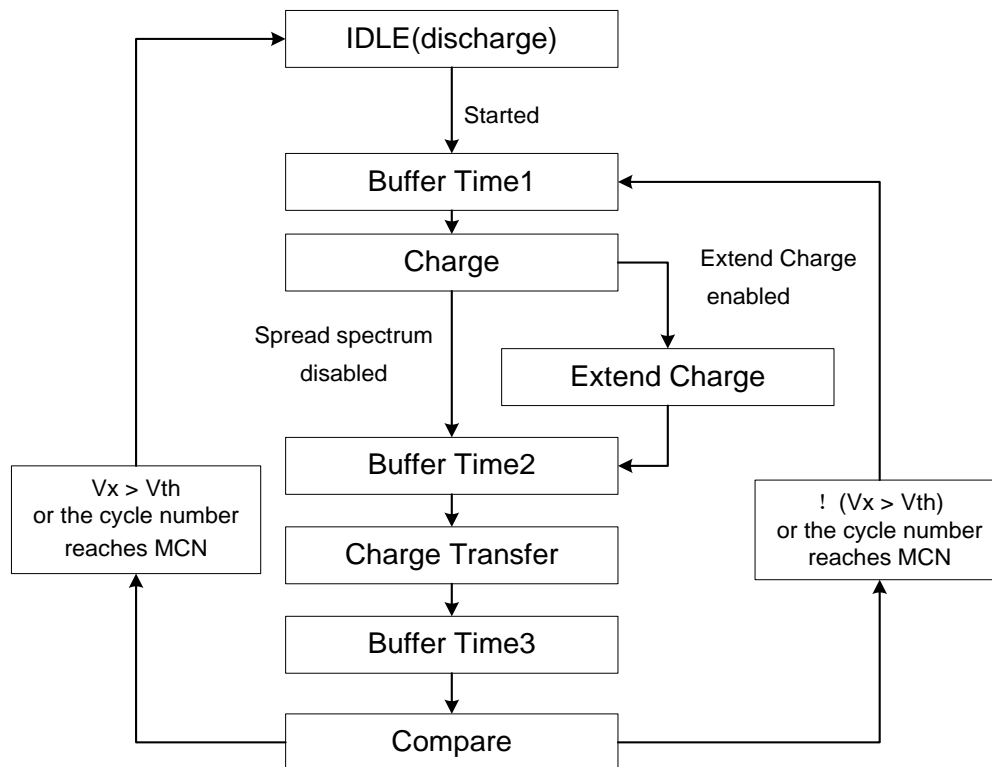 IDLE(discharge)
Started
Buffer Time1
Charge
Extend Charge
enabled
Spread spectrum
disabled
Extend Charge
Buffer Time2
Vx > Vth
or the cycle number
reaches MCN
! (Vx > Vth)
or the cycle number
reaches MCN
Charge Transfer
Buffer Time3
Compare